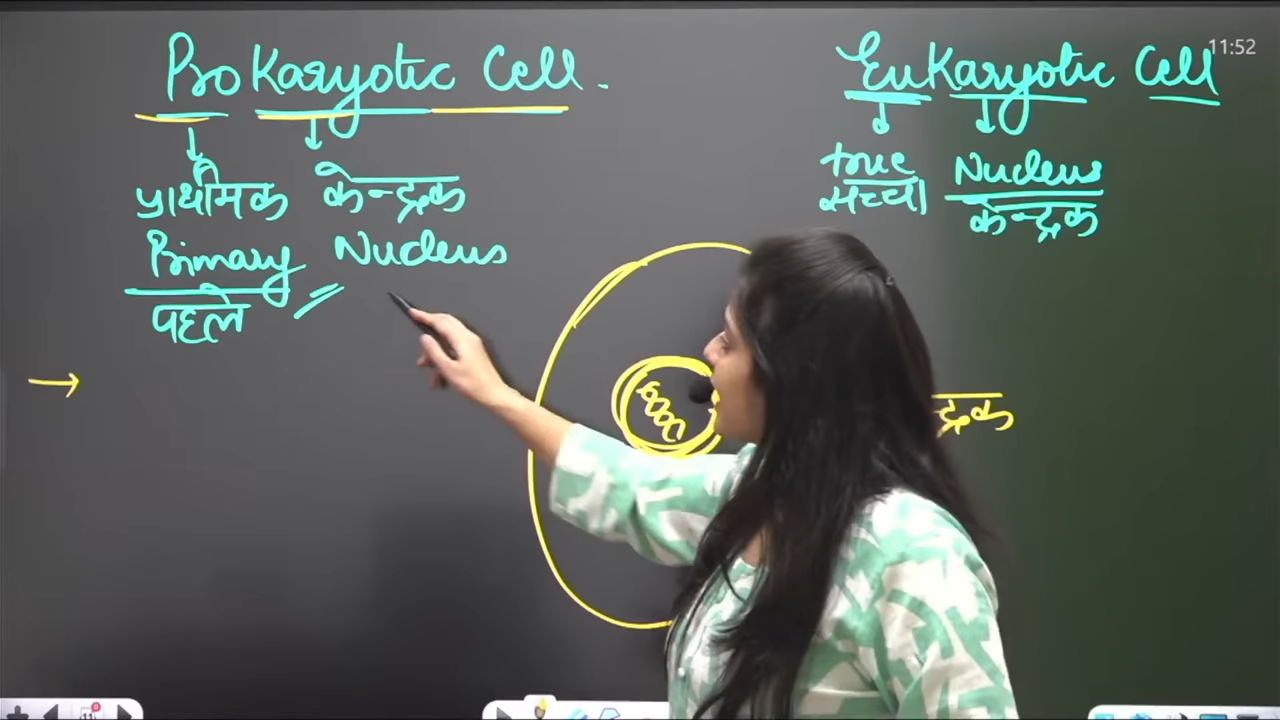 Prokaryotic Cell.
Eukaryotic Cell
11:52
प्राथमिक केन्द्रक
true Nucleus
सच्चा केन्द्रक
Primary Nucleus
पहले